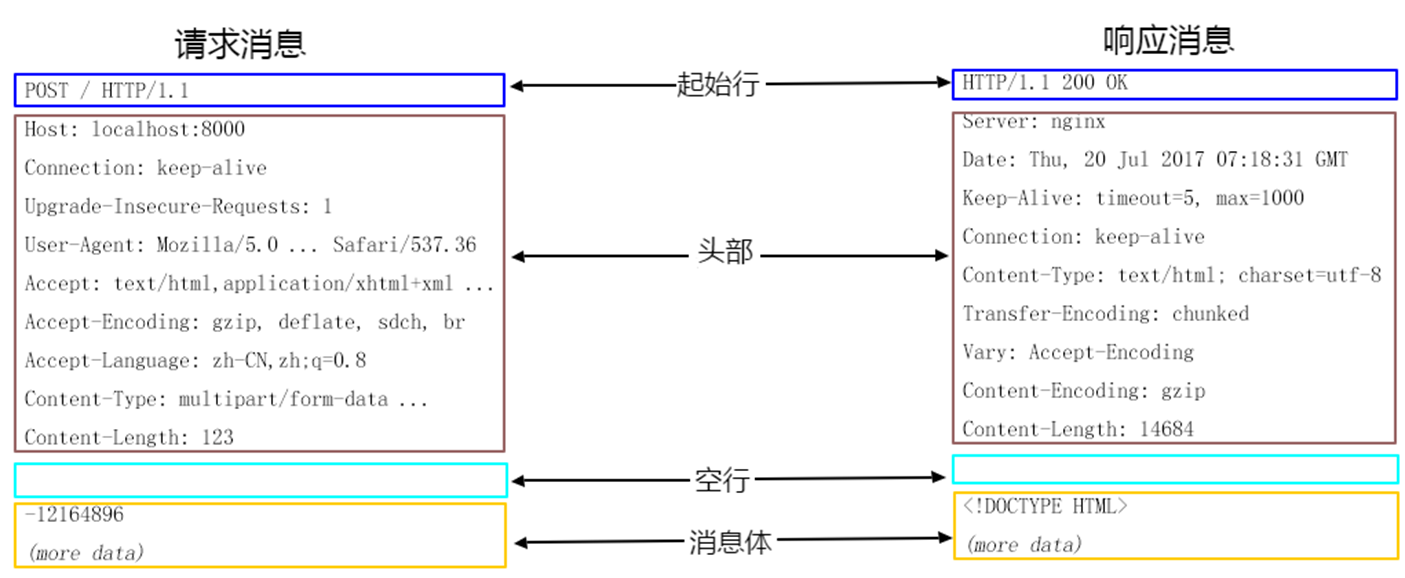 请求消息
POST / HTTP/1.1
Host: localhost:8000
Connection: keep-alive
Upgrade-Insecure-Requests: 1
User-Agent: Mozilla/5.0 ... Safari/537.36
Accept: text/html,application/xhtml+xml ...
Accept-Encoding: gzip, deflate, sdch, br
Accept-Language: zh-CN,zh;q=0.8
Content-Type: multipart/form-data ...
Content-Length: 123
-12164896
(more data)
起始行
头部
空行
消息体
响应消息
HTTP/1.1 200 OK
Server: nginx
Date: Thu, 20 Jul 2017 07:18:31 GMT
Keep-Alive: timeout=5, max=1000
Connection: keep-alive
Content-Type: text/html; charset=utf-8
Transfer-Encoding: chunked
Vary: Accept-Encoding
Content-Encoding: gzip
Content-Length: 14684
<!DOCTYPE HTML>
(more data)